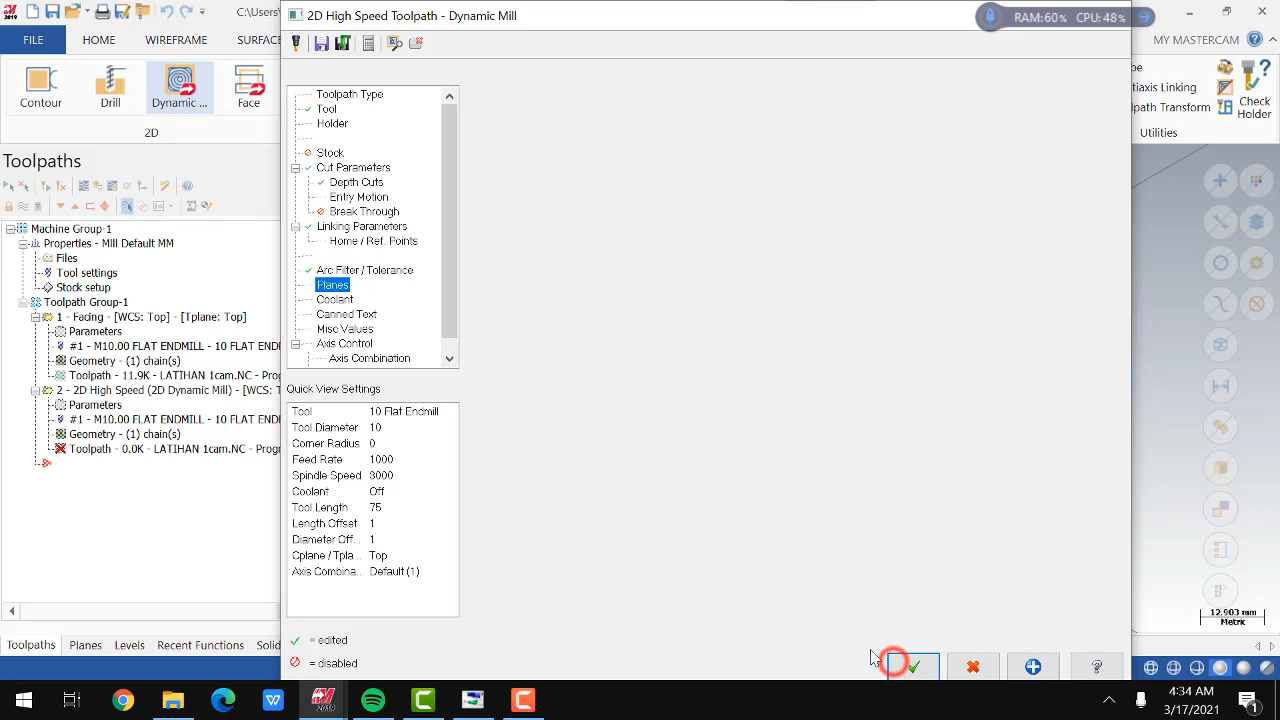 2019
C:\Users\
2D High Speed Toolpath - Dynamic Mill
RAM:60% CPU:48%
FILE
HOME
WIREFRAME
SURFACE
MY MASTERCAM
Contour
Drill
Dynamic ...
Face
2D
Multiaxis Linking
Check
Holder
Utilities
Toolpaths
Machine Group-1
Properties - Mill Default MM
Files
Tool settings
Stock setup
Toolpath Group-1
1 - Facing - [WCS: Top] - [Tplane: Top]
Parameters
#1 - M10.00 FLAT ENDMILL - 10 FLAT END
Geometry - (1) chain(s)
Toolpath - 11.9K - LATIHAN 1cam.NC - Prog
2 - 2D High Speed (2D Dynamic Mill) - [WCS: T
Parameters
#1 - M10.00 FLAT ENDMILL - 10 FLAT END
Geometry - (1) chain(s)
Toolpath - 0.0K - LATIHAN 1cam.NC - Prog
Toolpath Type
Tool
Holder
Stock
Cut Parameters
Depth Cuts
Entry Motion
Break Through
Linking Parameters
Home / Ref. Points
Arc Filter / Tolerance
Planes
Coolant
Canned Text
Misc Values
Axis Control
Axis Combination
Quick View Settings
Tool 10 Flat Endmill
Tool Diameter 10
Corner Radius 0
Feed Rate 1000
Spindle Speed 3000
Coolant Off
Tool Length 75
Length Offset 1
Diameter Off... 1
Cplane / Tpla... Top
Axis Combina... Default (1)
= edited
= disabled
12.903 mm
Metric
Toolpaths
Planes
Levels
Recent Functions
Solid
4:34 AM
3/17/2021
1